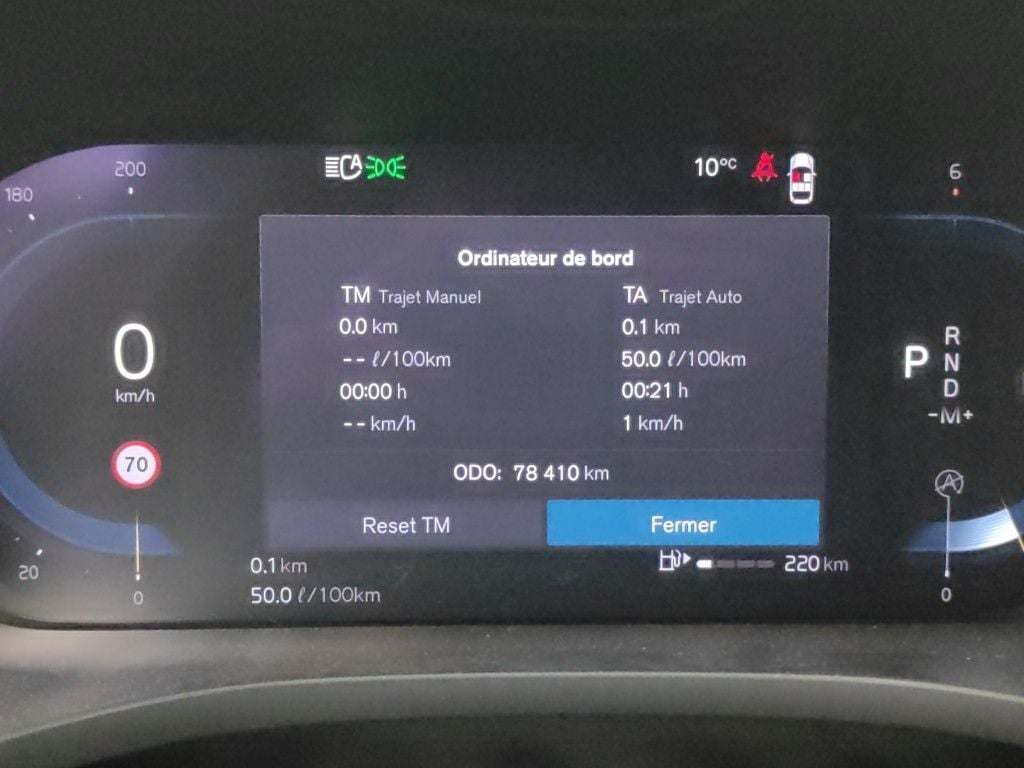 200
180
A
10°C
6
Ordinateur de bord
TM Trajet Manuel
0.0 km
-- ℓ/100km
00:00 h
-- km/h
TA Trajet Auto
0.1 km
50.0 ℓ/100km
00:21 h
1 km/h
ODO: 78 410 km
Reset TM
Fermer
0
km/h
70
20
0
0.1 km
50.0 ℓ/100km
220 km
P
R
N
D
-M+
A
0